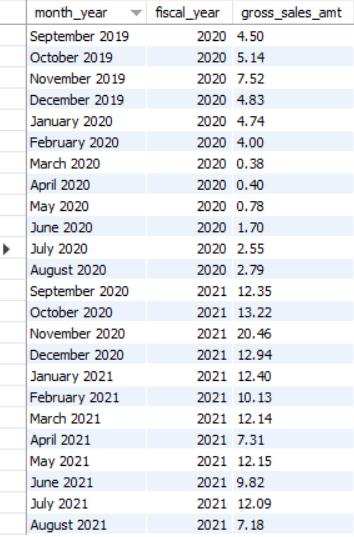 month_year fiscal_year gross_sales_amt
September 2019 2020 4.50
October 2019 2020 5.14
November 2019 2020 7.52
December 2019 2020 4.83
January 2020 2020 4.74
February 2020 2020 4.00
March 2020 2020 0.38
April 2020 2020 0.40
May 2020 2020 0.78
June 2020 2020 1.70
July 2020 2020 2.55
August 2020 2020 2.79
September 2020 2021 12.35
October 2020 2021 13.22
November 2020 2021 20.46
December 2020 2021 12.94
January 2021 2021 12.40
February 2021 2021 10.13
March 2021 2021 12.14
April 2021 2021 7.31
May 2021 2021 12.15
June 2021 2021 9.82
July 2021 2021 12.09
August 2021 2021 7.18